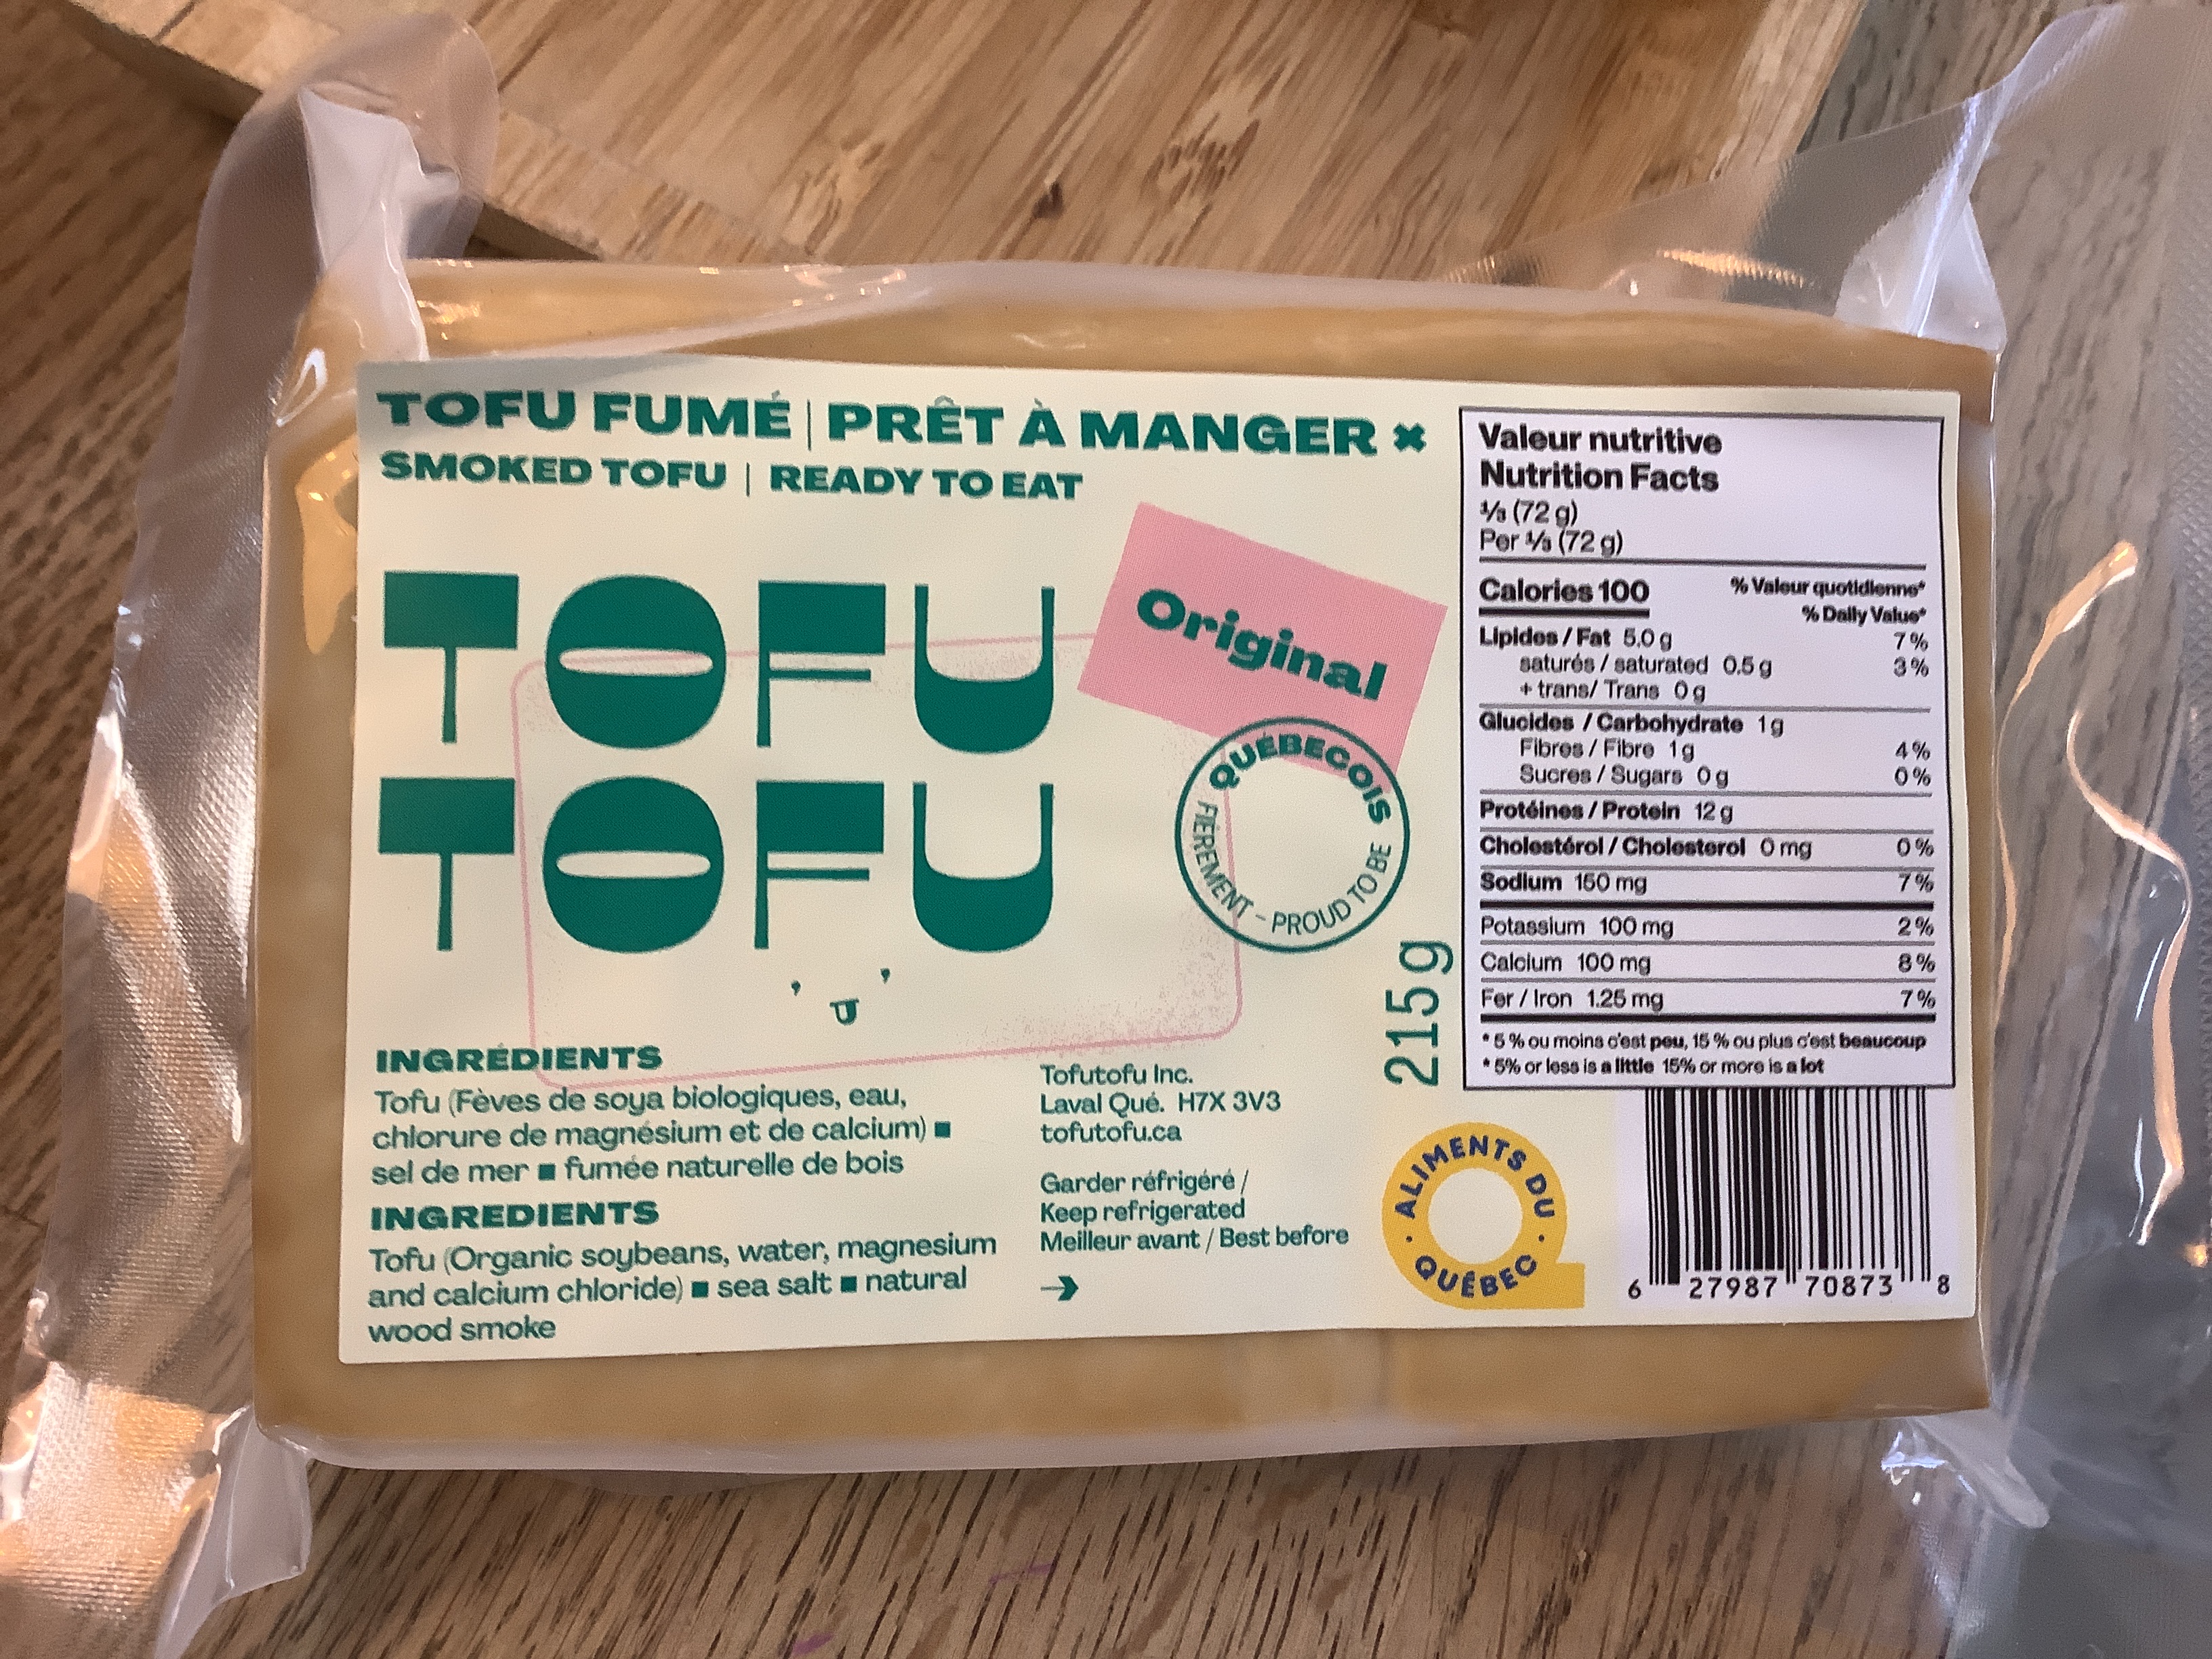 TOFU FUMÉ | PRÊT À MANGER ✖
SMOKED TOFU | READY TO EAT
TOFU
TOFU
Original
QUÉBECOIS
FIÈREMENT - PROUD TO BE
215 g
INGRÉDIENTS
Tofu (Fèves de soya biologiques, eau,
chlorure de magnésium et de calcium) ■
sel de mer ■ fumée naturelle de bois
INGREDIENTS
Tofu (Organic soybeans, water, magnesium
and calcium chloride) ■ sea salt ■ natural
wood smoke
Tofutofu Inc.
Laval Qué. H7X 3V3
tofutofu.ca
Garder réfrigéré /
Keep refrigerated
Meilleur avant / Best before
→
ALIMENTS DU
QUÉBEC
Valeur nutritive
Nutrition Facts
⅓ (72 g)
Per ⅓ (72 g)
Calories 100 % Valeur quotidienne*
% Daily Value*
Lipides / Fat 5.0 g 7 %
saturés / saturated 0.5 g 3 %
+ trans/ Trans 0 g
Glucides / Carbohydrate 1 g
Fibres / Fibre 1 g 4 %
Sucres / Sugars 0 g 0 %
Protéines / Protein 12 g
Cholestérol / Cholesterol 0 mg 0 %
Sodium 150 mg 7 %
Potassium 100 mg 2 %
Calcium 100 mg 8 %
Fer / Iron 1.25 mg 7 %
* 5 % ou moins c'est peu, 15 % ou plus c'est beaucoup
* 5% or less is a little 15% or more is a lot
6 27987 70873 8